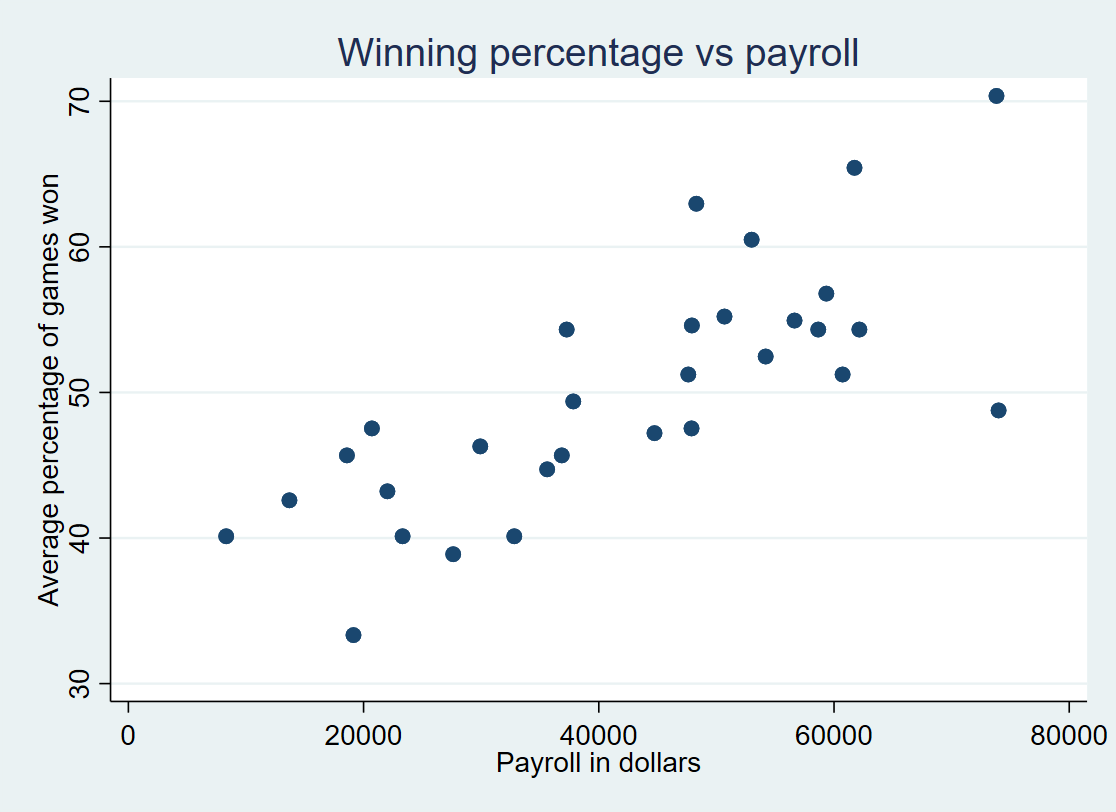 Winning percentage vs payroll
Average percentage of games won
70
60
50
40
30
0 20000 40000 60000 80000
Payroll in dollars